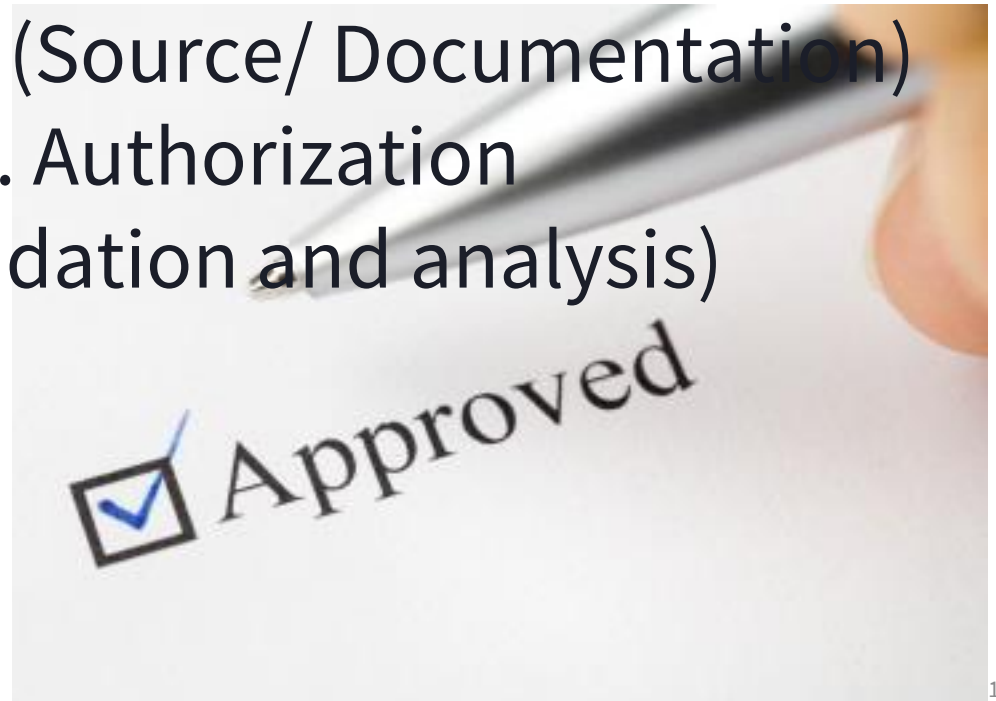 (Source/ Documentation)
. Authorization
dation and analysis)
Approved
1